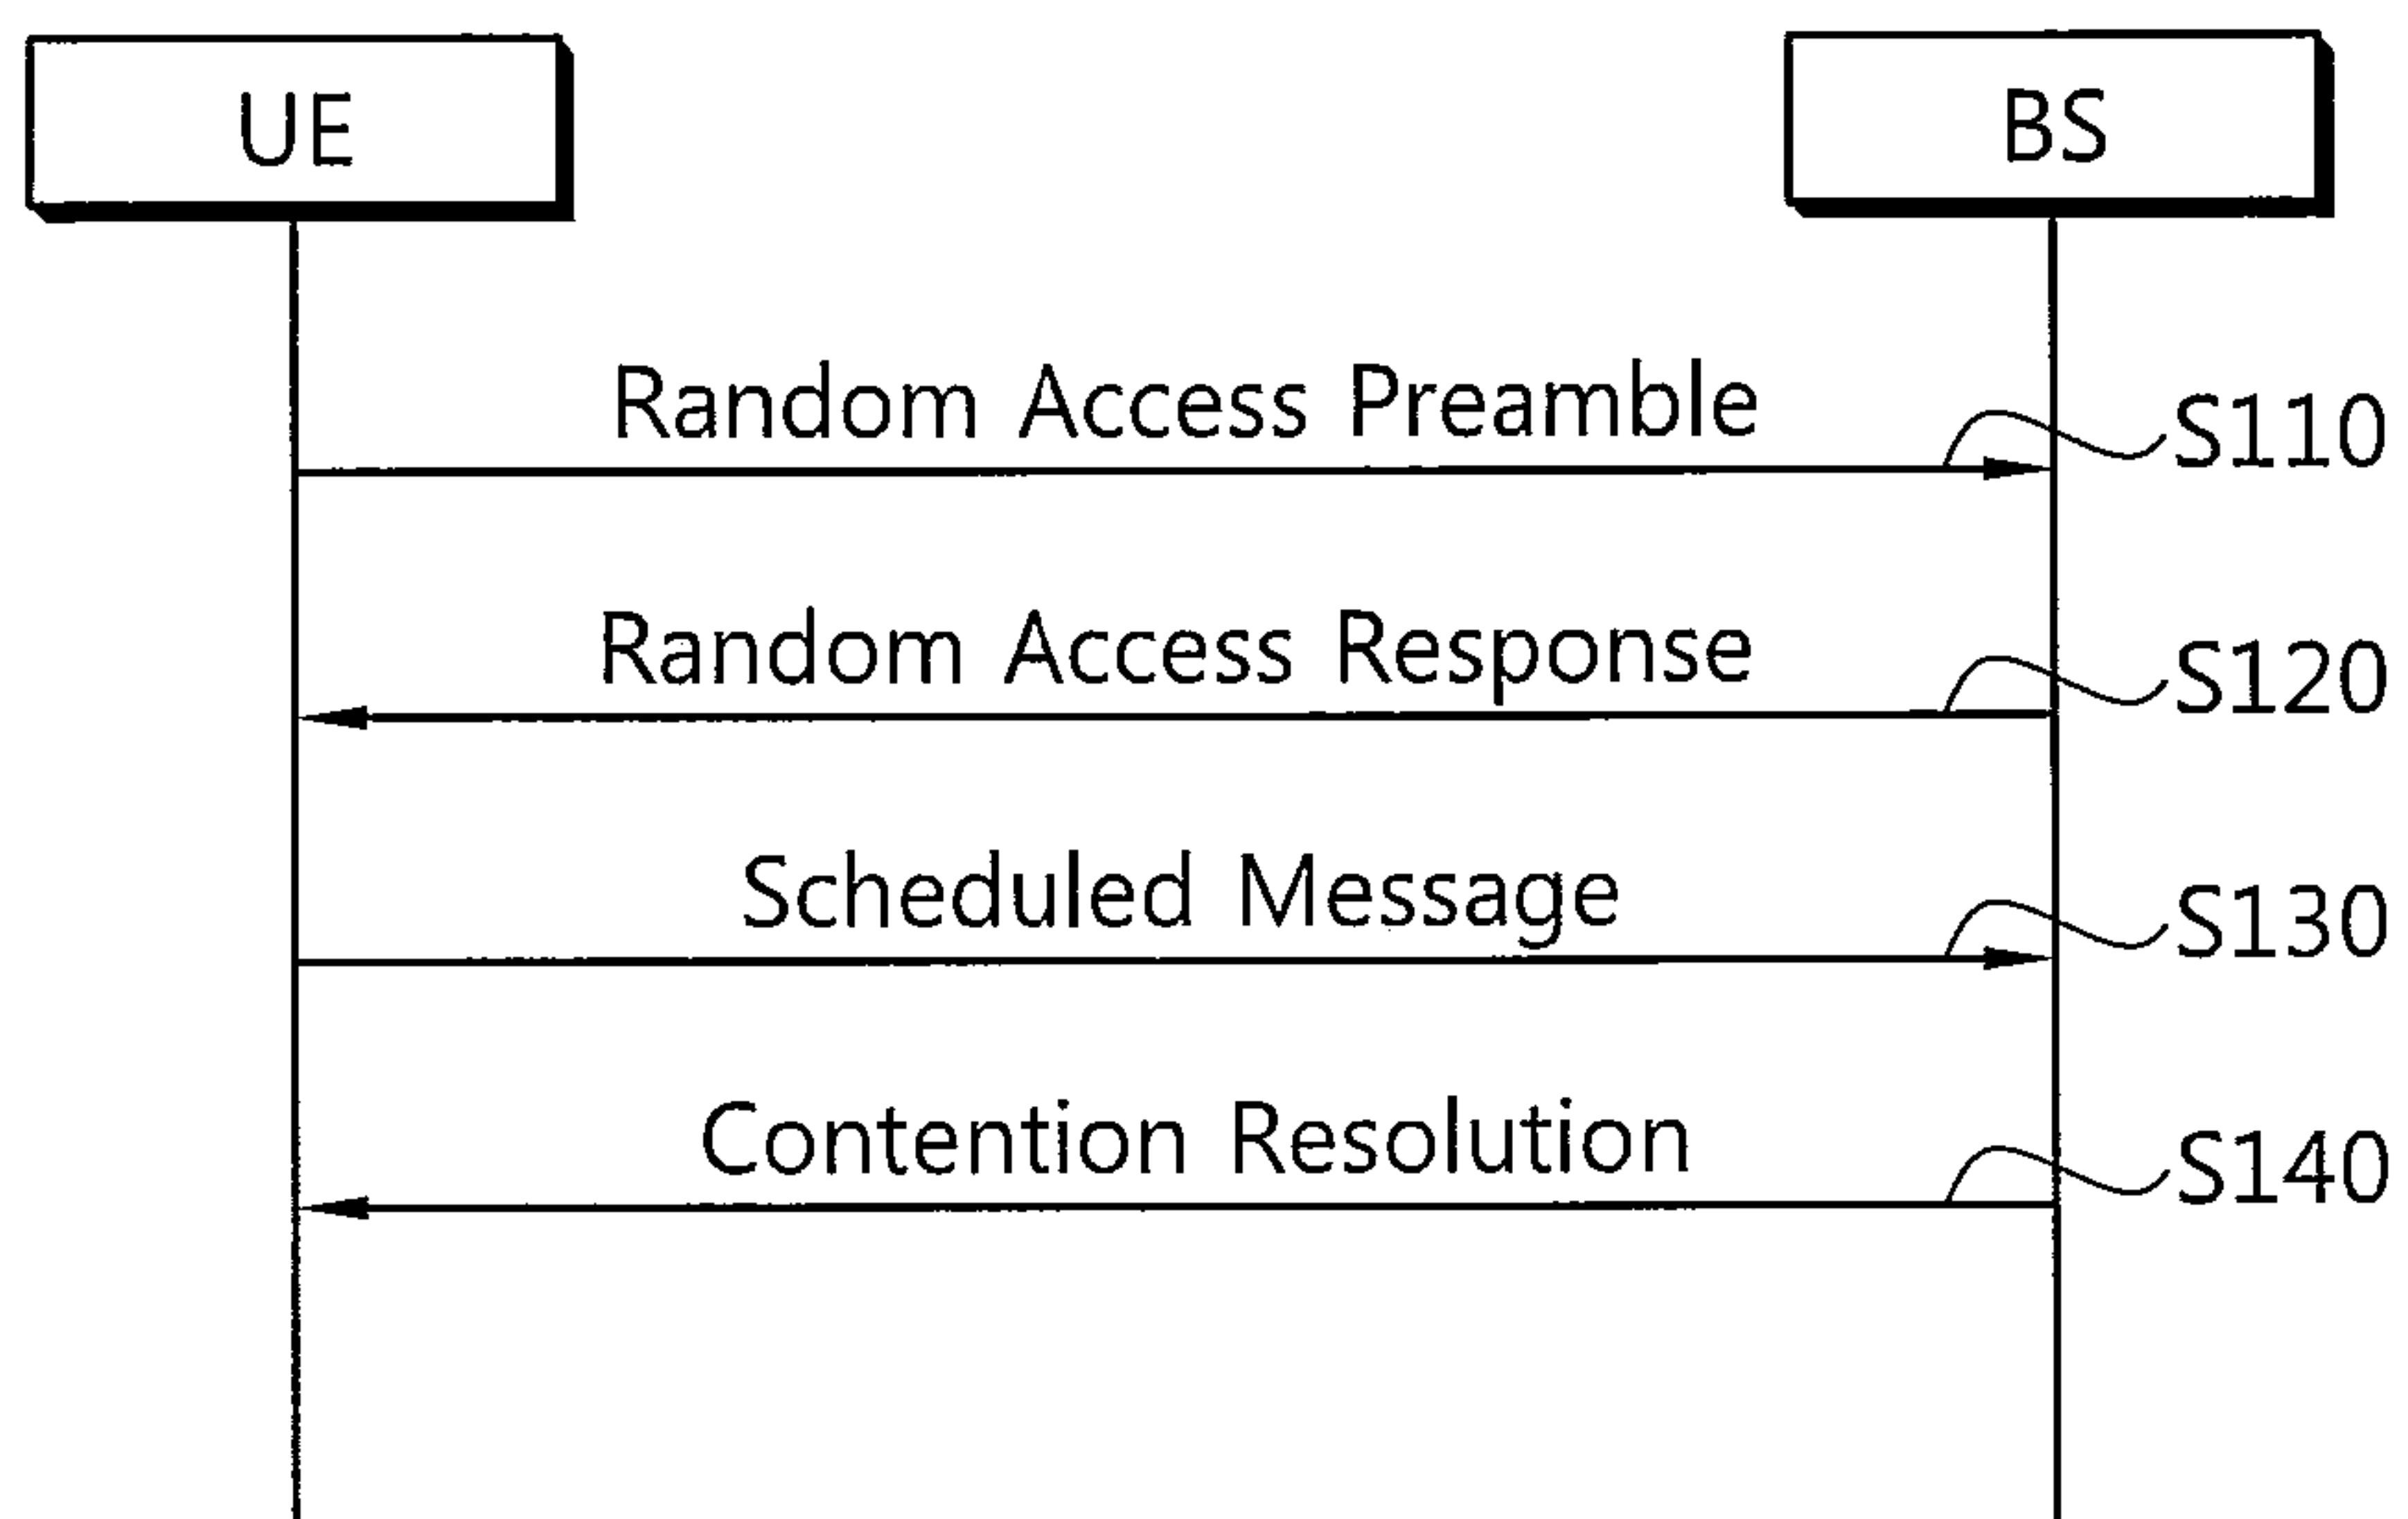 UE
BS
Random Access Preamble
S110
Random Access Response
S120
Scheduled Message
S130
Contention Resolution
S140